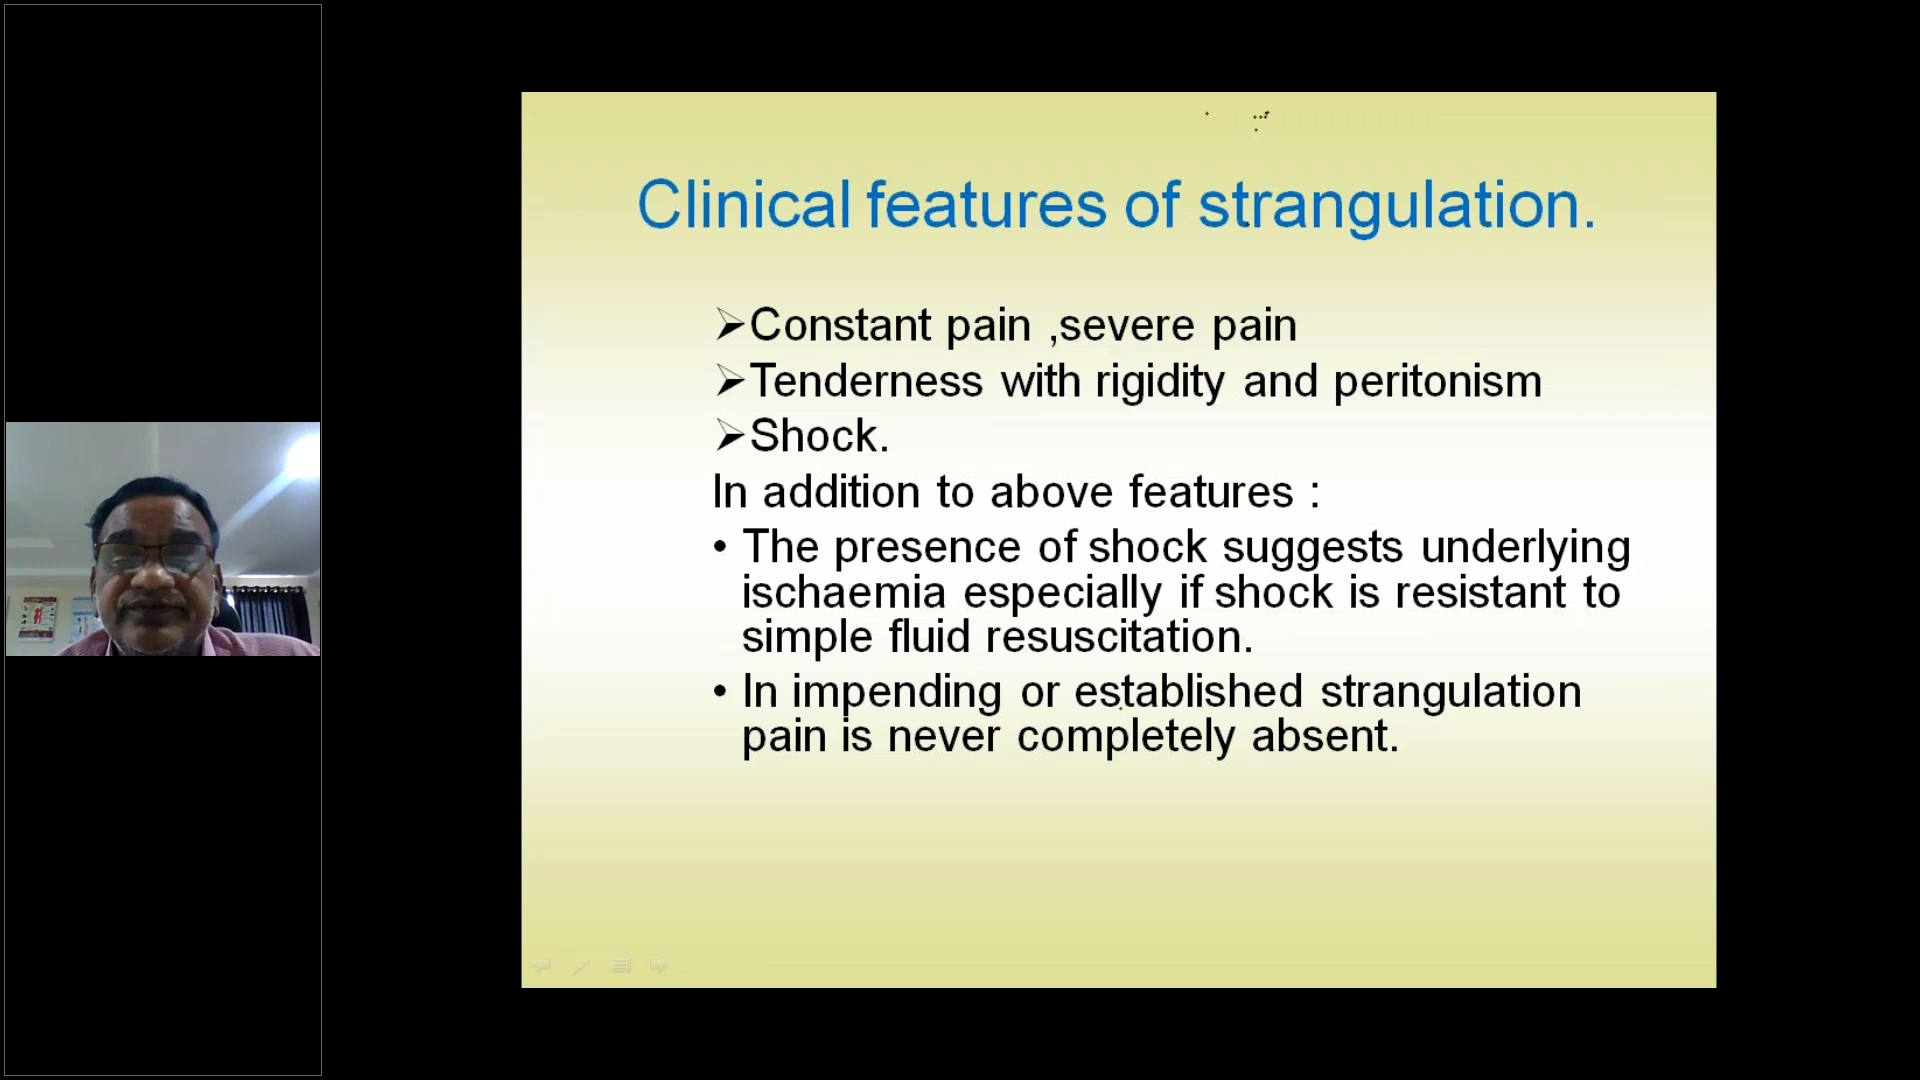 Clinical features of strangulation.
➢Constant pain ,severe pain
➢Tenderness with rigidity and peritonism
➢Shock.
In addition to above features :
• The presence of shock suggests underlying
ischaemia especially if shock is resistant to
simple fluid resuscitation.
• In impending or established strangulation
pain is never completely absent.